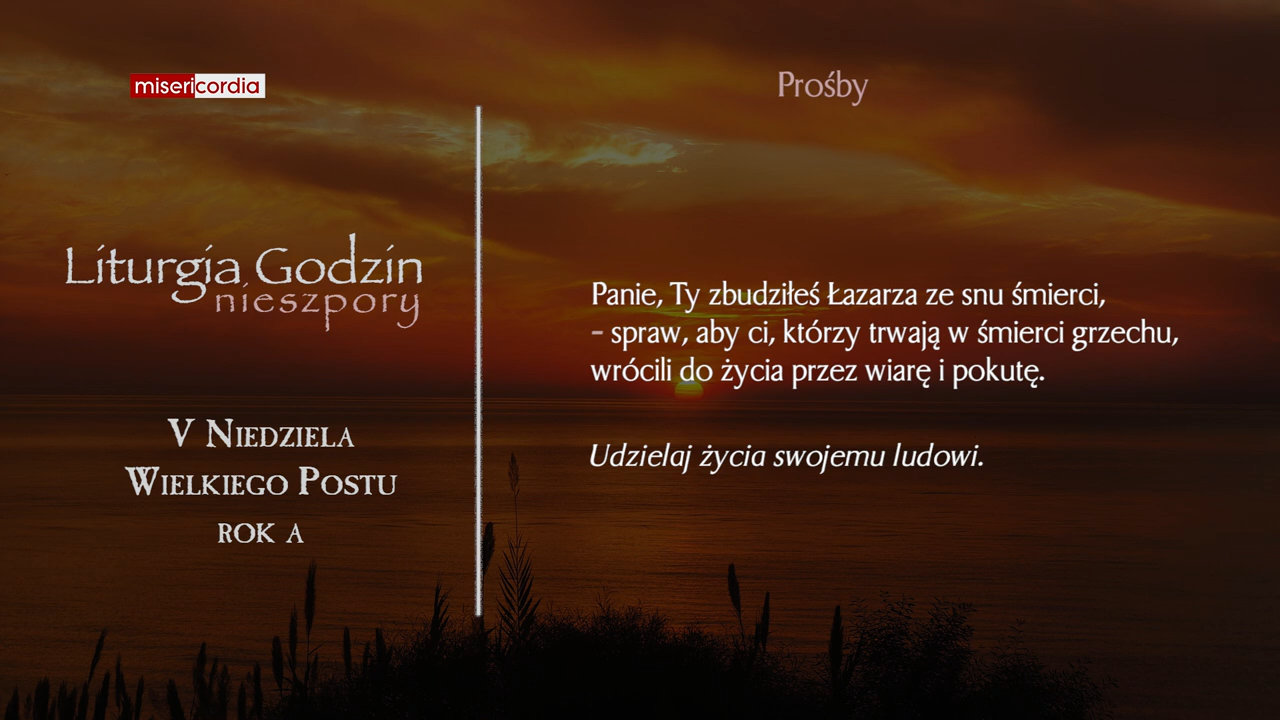 misericordia
Liturgia Godzin
nieszpory
V Niedziela
Wielkiego Postu
rok a
Prośby
Panie, Ty zbudziłeś Łazarza ze snu śmierci,
– spraw, aby ci, którzy trwają w śmierci grzechu,
wrócili do życia przez wiarę i pokutę.
Udzielaj życia swojemu ludowi.